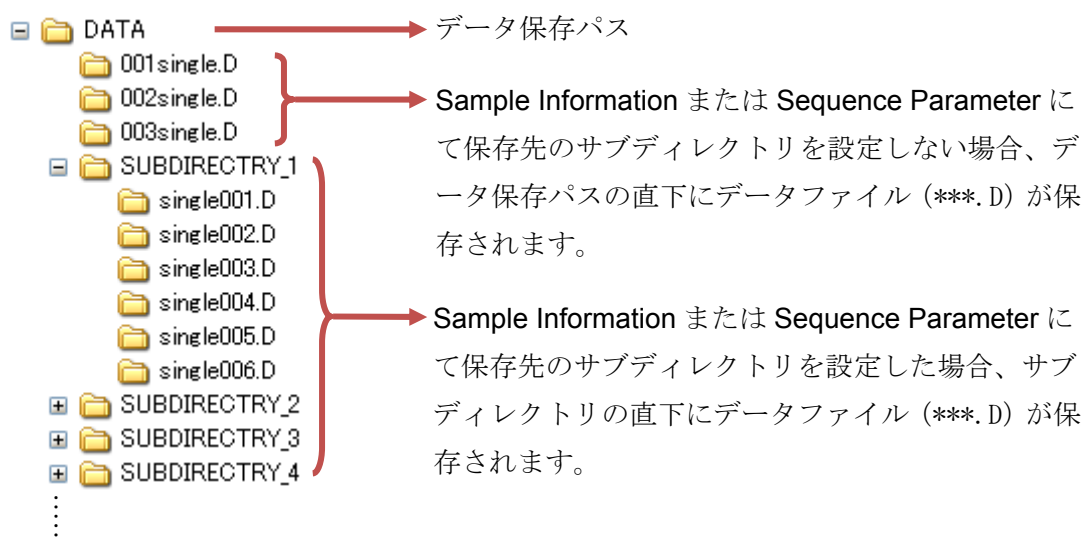 DATA
001single.D
002single.D
003single.D
SUBDIRECTRY_1
single001.D
single002.D
single003.D
single004.D
single005.D
single006.D
SUBDIRECTRY_2
SUBDIRECTRY_3
SUBDIRECTRY_4
データ保存パス
Sample Information または Sequence Parameter に
て保存先のサブディレクトリを設定しない場合、デ
ータ保存パスの直下にデータファイル (***.D) が保
存されます。
Sample Information または Sequence Parameter に
て保存先のサブディレクトリを設定した場合、サブ
ディレクトリの直下にデータファイル (***.D) が保
存されます。